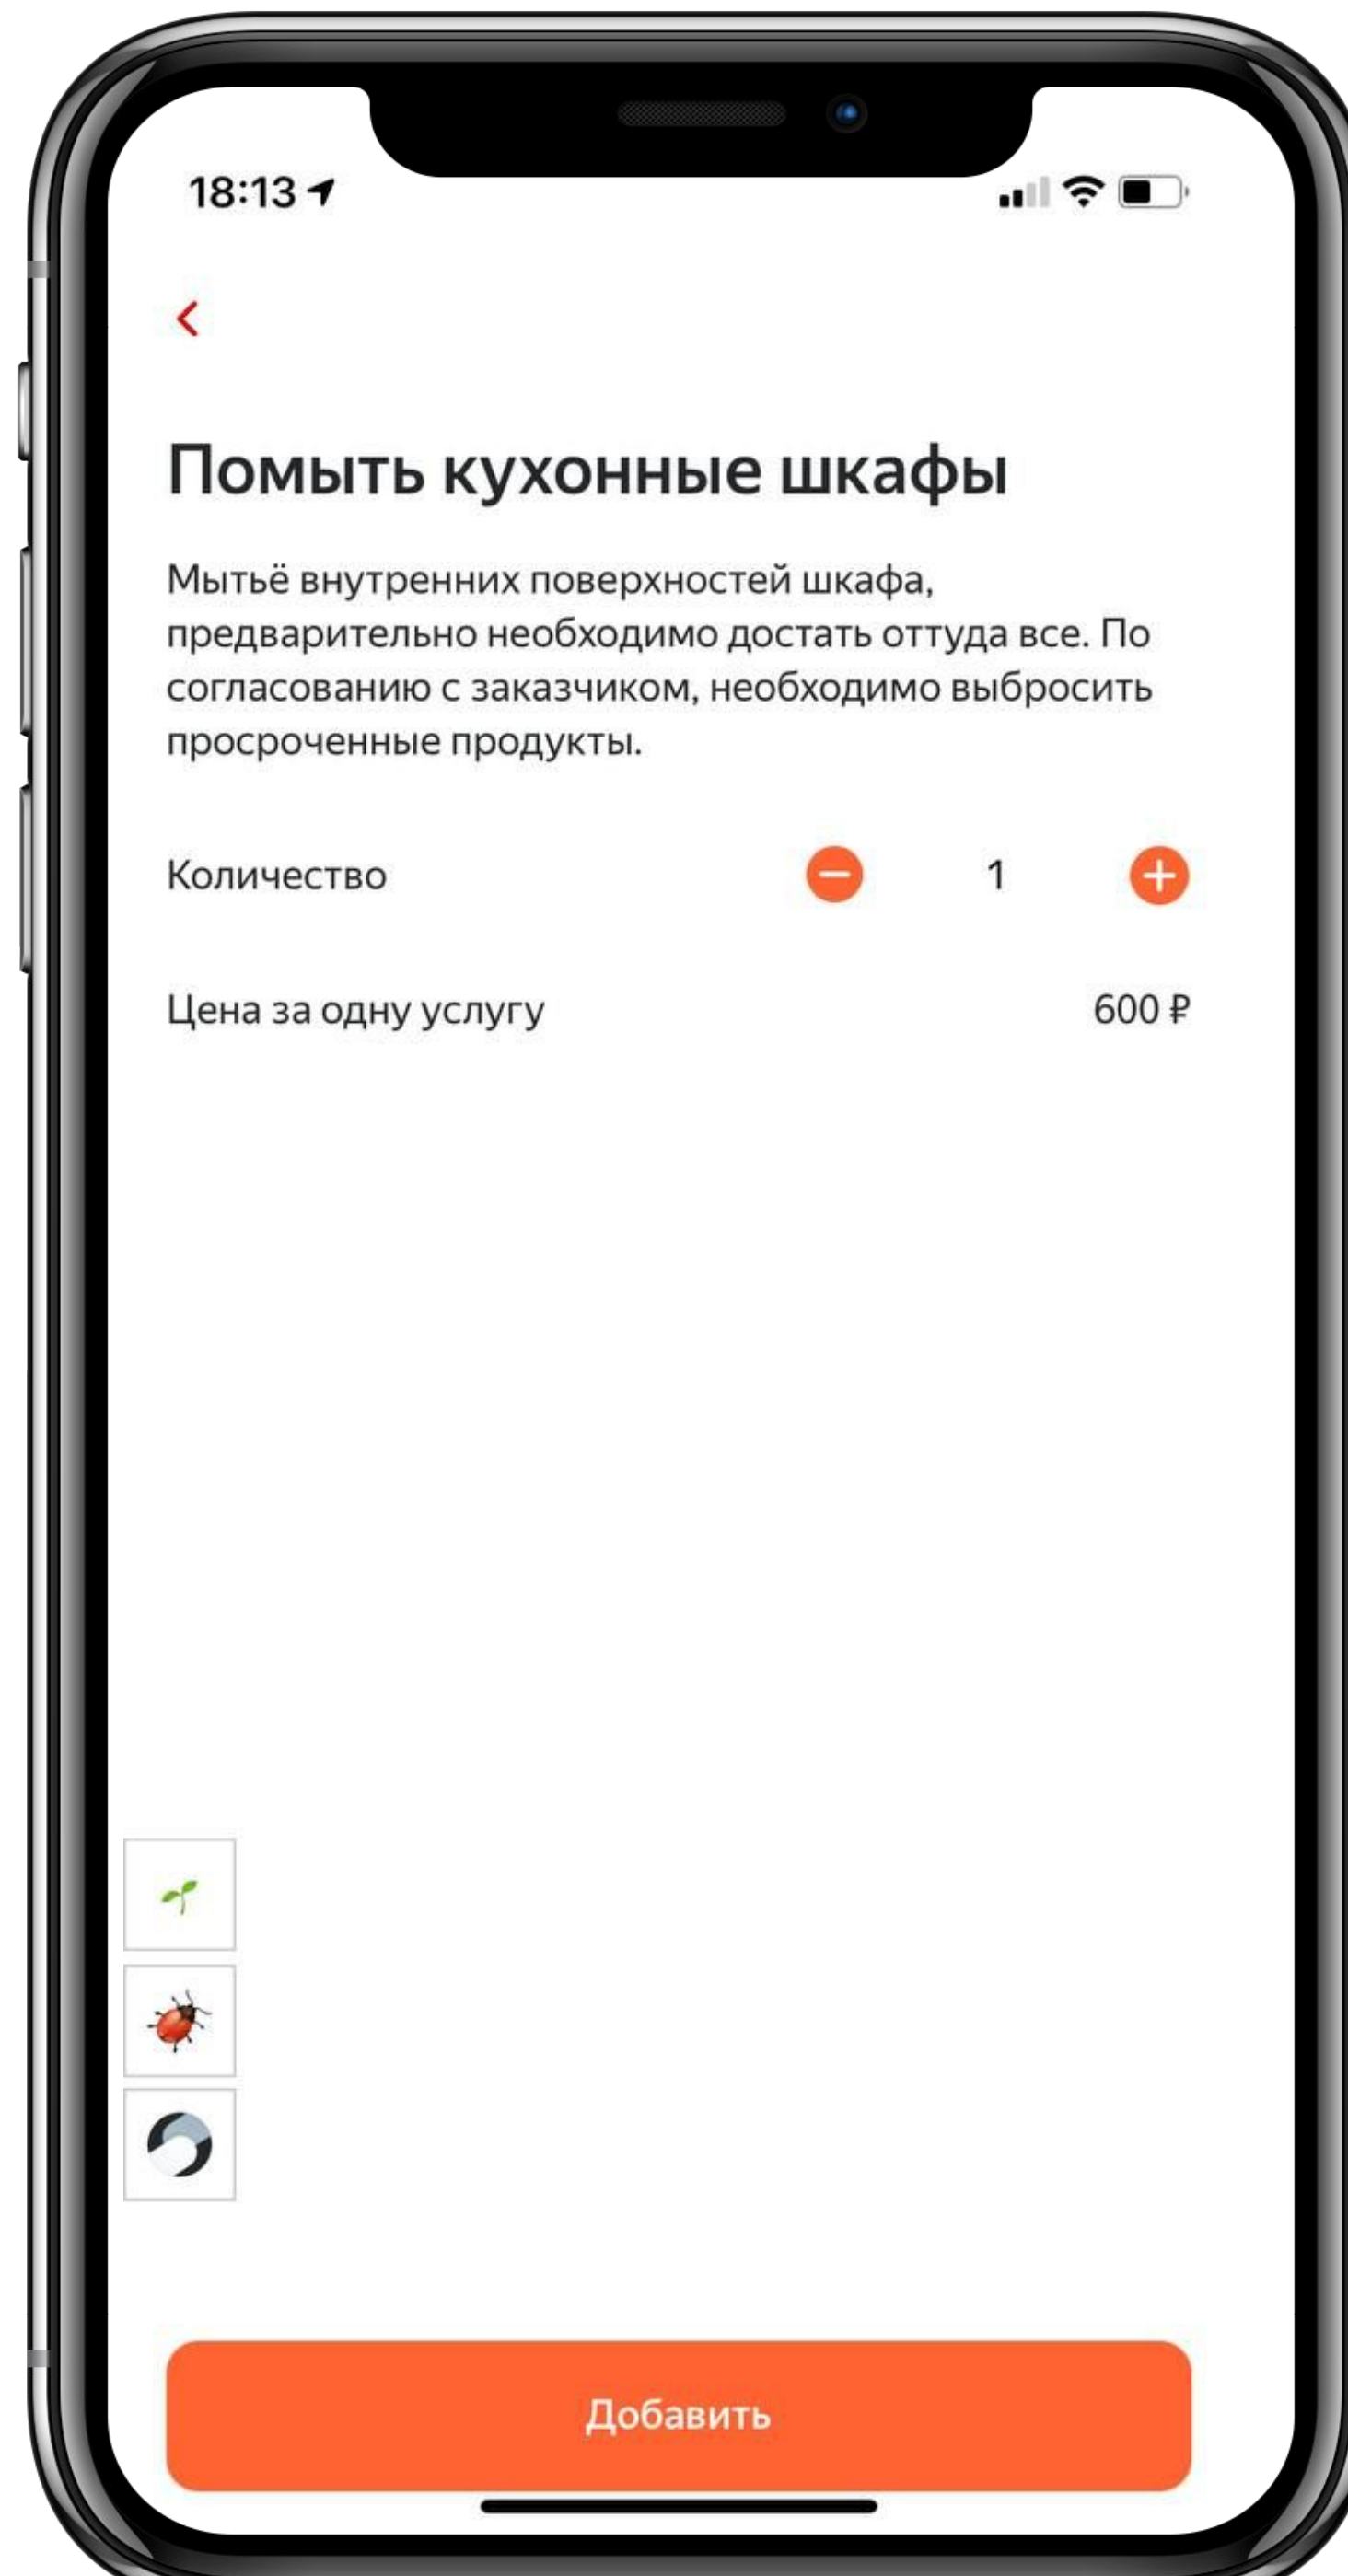 18:13
Помыть кухонные шкафы
Мытьё внутренних поверхностей шкафа,
предварительно необходимо достать оттуда все. По
согласованию с заказчиком, необходимо выбросить
просроченные продукты.
Количество 1
Цена за одну услугу 600 ₽
Добавить